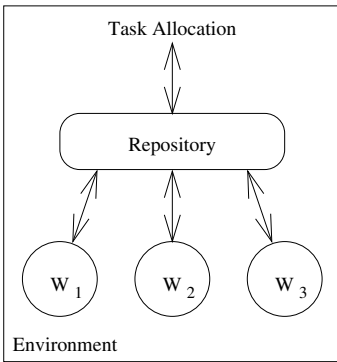 Task Allocation
Repository
W 1 W 2 W 3
Environment